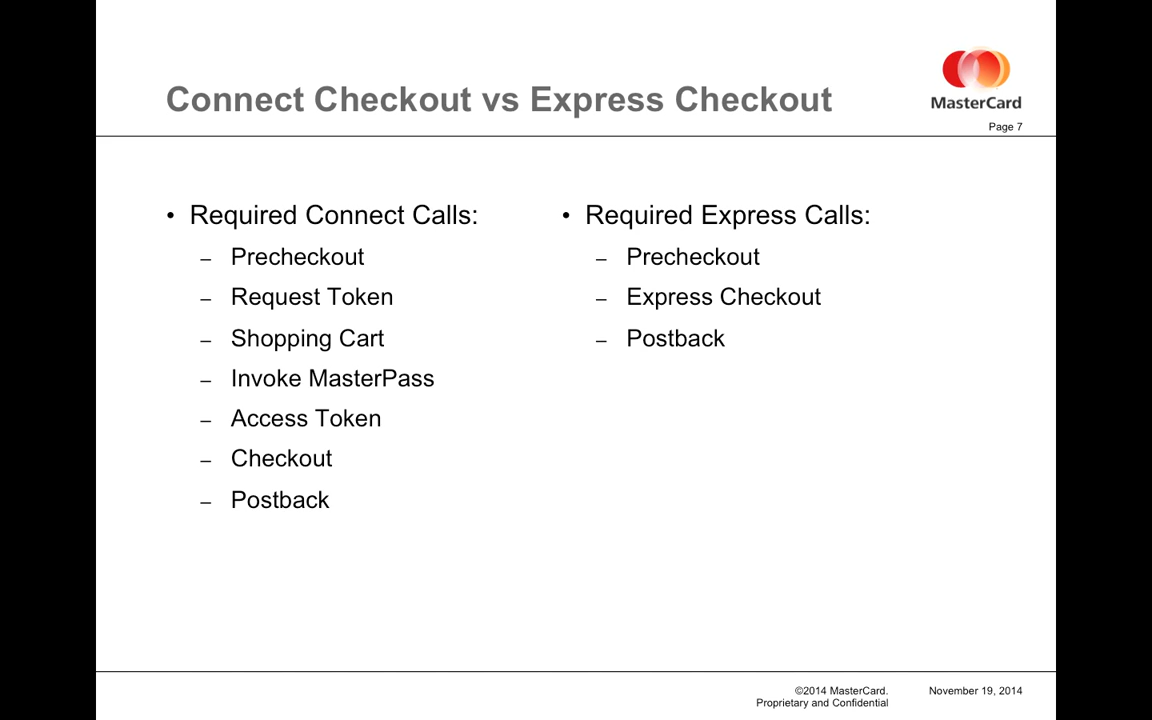 Connect Checkout vs Express Checkout
MasterCard
Page 7
• Required Connect Calls:
– Precheckout
– Request Token
– Shopping Cart
– Invoke MasterPass
– Access Token
– Checkout
– Postback
• Required Express Calls:
– Precheckout
– Express Checkout
– Postback
©2014 MasterCard.
Proprietary and Confidential
November 19, 2014